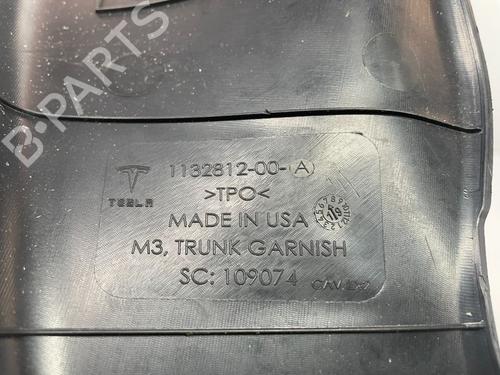 B-PARTS
1132812-00-A
>TPO<
TESLA
MADE IN USA
M3, TRUNK GARNISH
SC: 109074